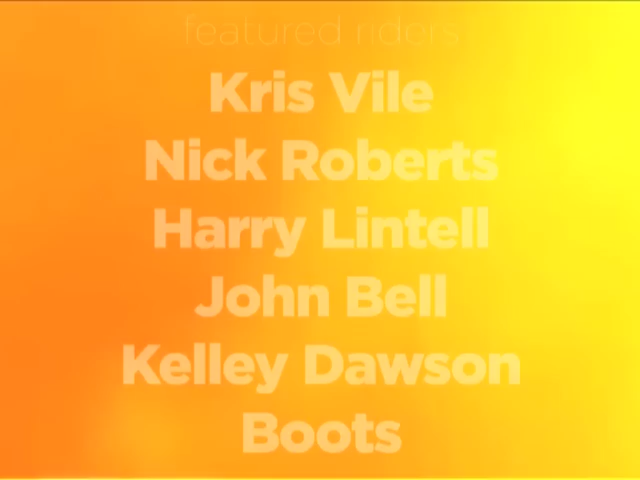 featured riders
Kris Vile
Nick Roberts
Harry Lintell
John Bell
Kelley Dawson
Boots